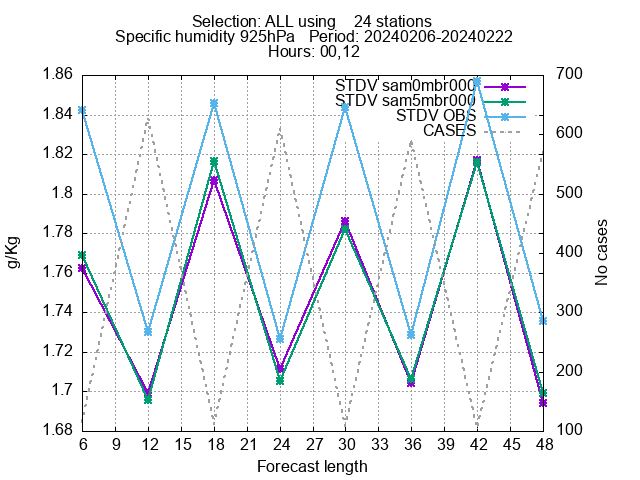 Selection: ALL using    24 stations
Specific humidity 925hPa   Period: 20240206-20240222
Hours: 00,12
STDV sam0mbr000
STDV sam5mbr000
STDV OBS
CASES
g/Kg
1.86
1.84
1.82
1.8
1.78
1.76
1.74
1.72
1.7
1.68
No cases
700
600
500
400
300
200
100
6 9 12 15 18 21 24 27 30 33 36 39 42 45 48
Forecast length